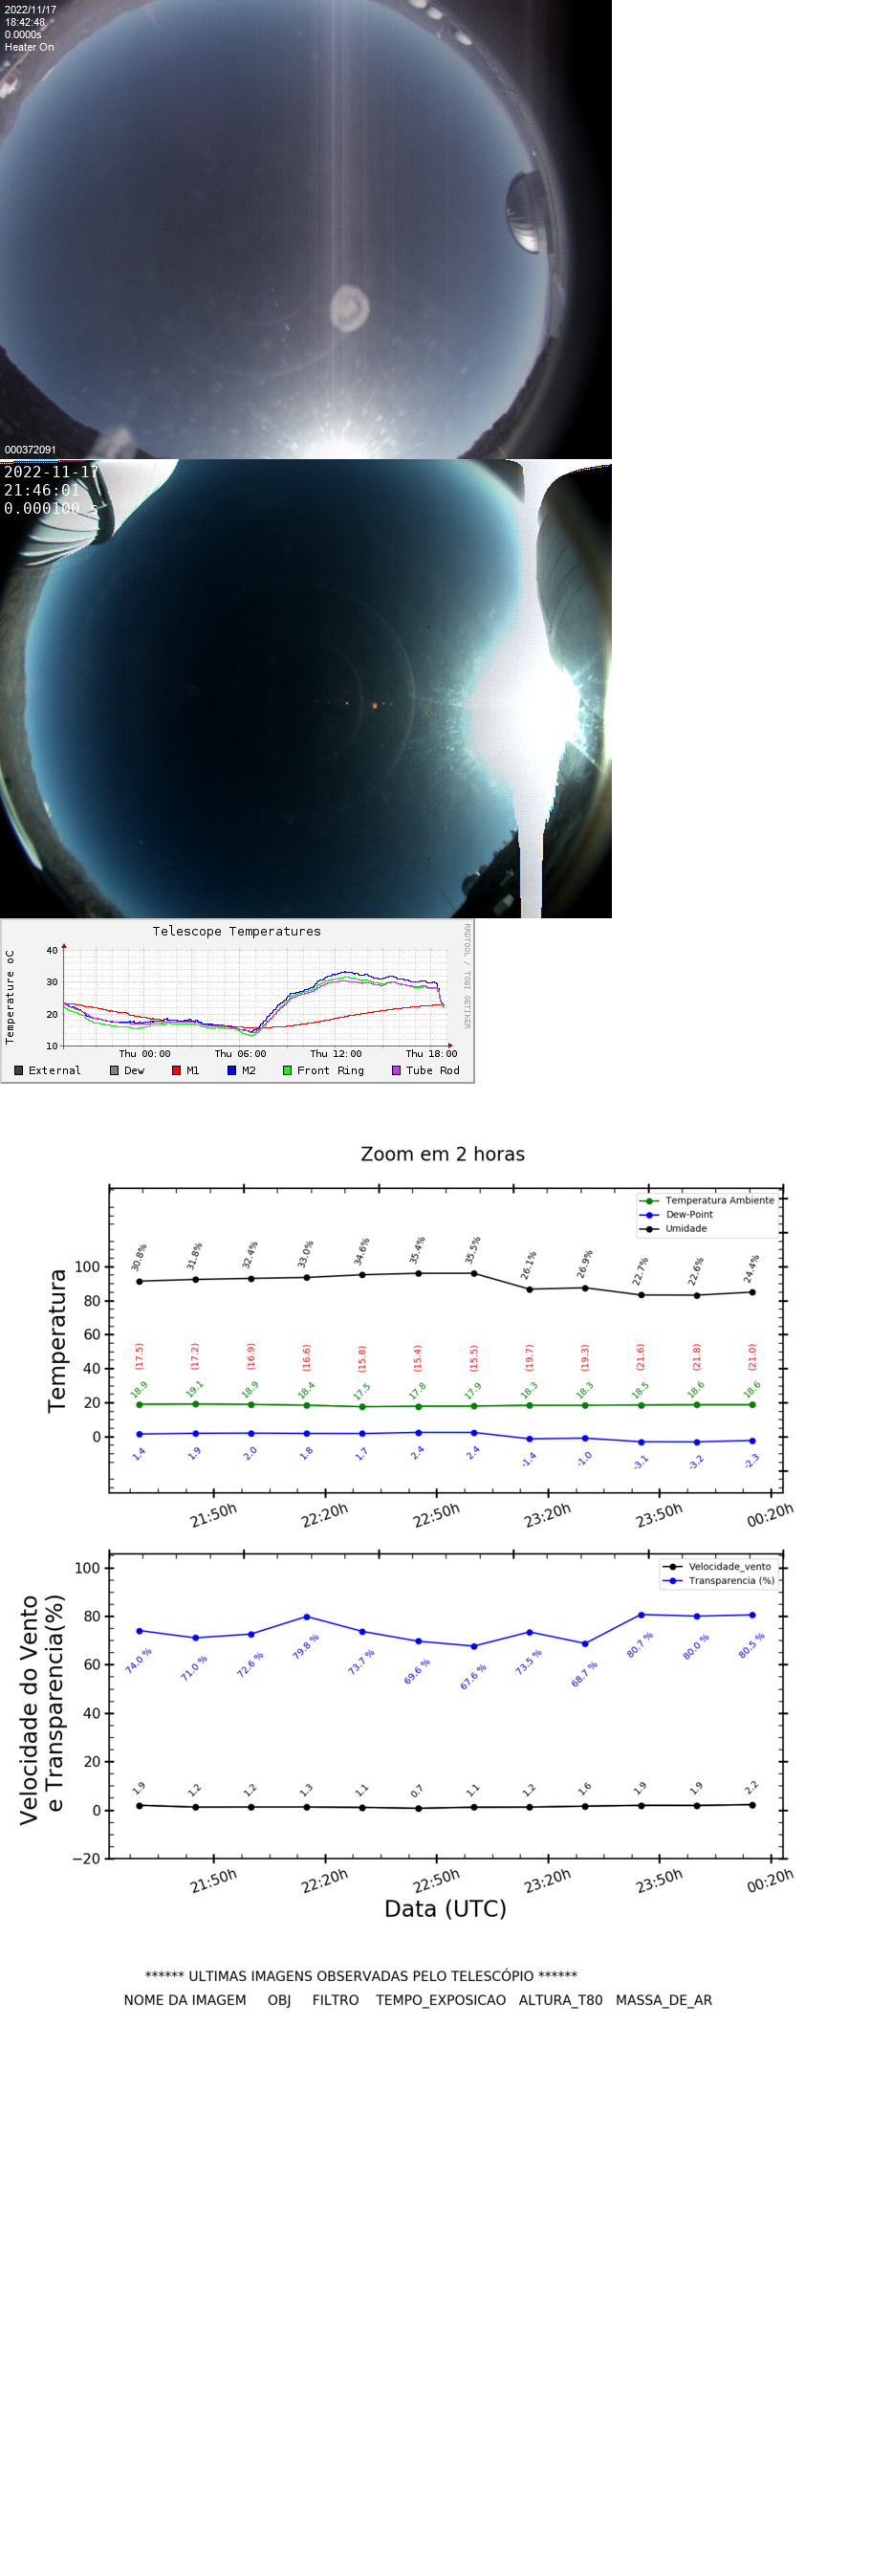 2022/11/17
18:42:48
0.0000s
Heater On
000372091
2022-11-17
21:46:01
0.000100 s
Telescope Temperatures
RRDTOOL / TOBI OETIKER
Temperature oC
40
30
20
10
Thu 00:00 Thu 06:00 Thu 12:00 Thu 18:00
External Dew M1 M2 Front Ring Tube Rod
Zoom em 2 horas
Temperatura Ambiente
Dew-Point
Umidade
Temperatura
100
80
60
40
20
0
30.8% 31.8% 32.4% 33.0% 34.6% 35.4% 35.5% 26.1% 26.9% 22.7% 22.6% 24.4%
(17.5) (17.2) (16.9) (16.6) (15.8) (15.4) (15.5) (19.7) (19.3) (21.6) (21.8) (21.0)
18.9 19.1 18.9 18.4 17.5 17.8 17.9 18.3 18.3 18.5 18.6 18.6
1.4 1.9 2.0 1.8 1.7 2.4 2.4 -1.4 -1.0 -3.1 -3.2 -2.3
21:50h 22:20h 22:50h 23:20h 23:50h 00:20h
Velocidade_vento
Transparencia (%)
Velocidade do Vento
e Transparencia(%)
100
80
60
40
20
0
−20
74.0 % 71.0 % 72.6 % 79.8 % 73.7 % 69.6 % 67.6 % 73.5 % 68.7 % 80.7 % 80.0 % 80.5 %
1.9 1.2 1.2 1.3 1.1 0.7 1.1 1.2 1.6 1.9 1.9 2.2
21:50h 22:20h 22:50h 23:20h 23:50h 00:20h
Data (UTC)
****** ULTIMAS IMAGENS OBSERVADAS PELO TELESCÓPIO ******
NOME DA IMAGEM OBJ FILTRO TEMPO_EXPOSICAO ALTURA_T80 MASSA_DE_AR